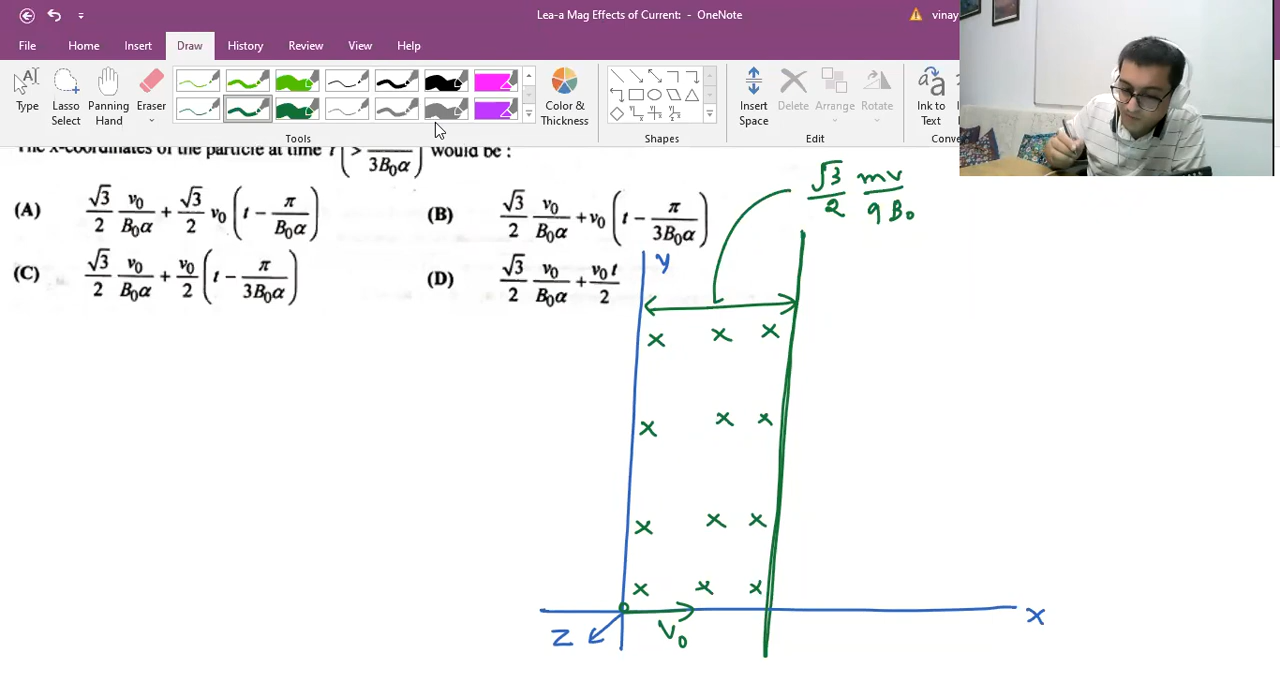 Lea-a Mag Effects of Current: - OneNote
vinay
File Home Insert Draw History Review View Help
Type
Lasso Select
Panning Hand
Eraser
Color & Thickness
Insert Space
Delete
Arrange
Rotate
Ink to Text
Tools
Shapes
Edit
The x-coordinates of the particle at time t (> /3B₀α) would be :
(A) √3/2 v₀/B₀α + √3/2 v₀ (t − π/B₀α)
(B) √3/2 v₀/B₀α + v₀ (t − π/3B₀α)
(C) √3/2 v₀/B₀α + v₀/2 (t − π/3B₀α)
(D) √3/2 v₀/B₀α + v₀t/2
√3/2 mv/qB₀
y
x x x
x x x
x x x
x x x
z
V₀
x